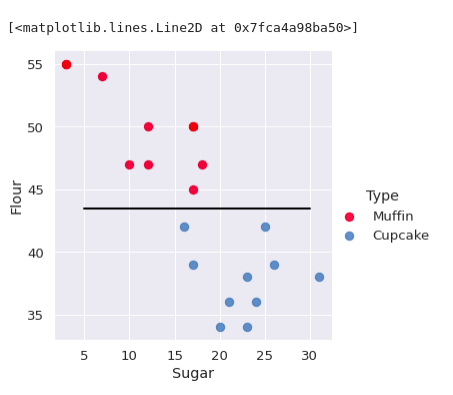 [<matplotlib.lines.Line2D at 0x7fca4a98ba50>]
55
50
45
40
35
Flour
5 10 15 20 25 30
Sugar
Type
Muffin
Cupcake